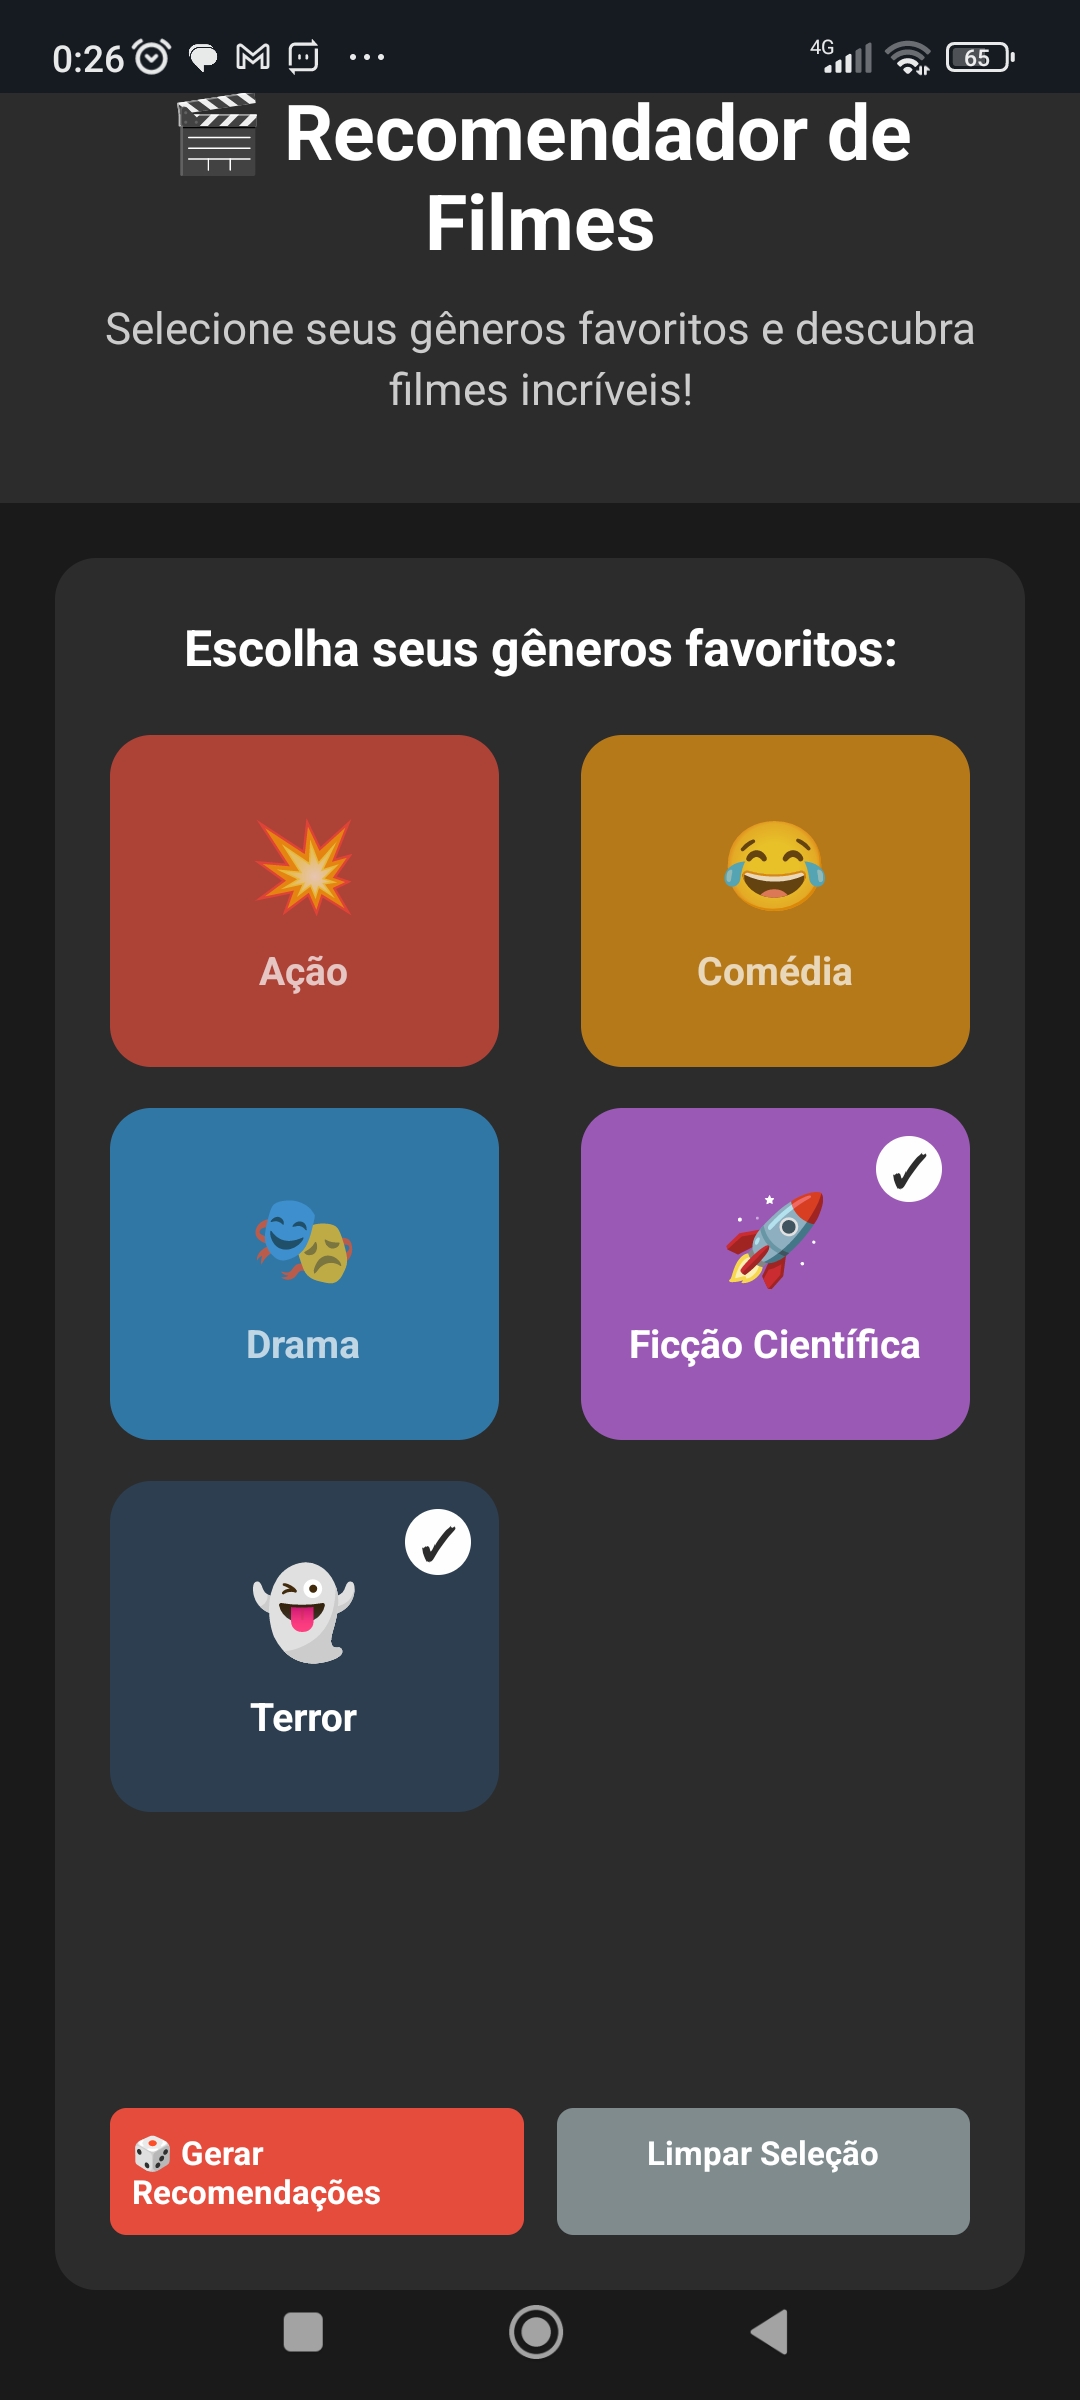 0:26
4G
65
Recomendador de
Filmes
Selecione seus gêneros favoritos e descubra
filmes incríveis!
Escolha seus gêneros favoritos:
Ação
Comédia
Drama
Ficção Científica
Terror
Gerar
Recomendações
Limpar Seleção